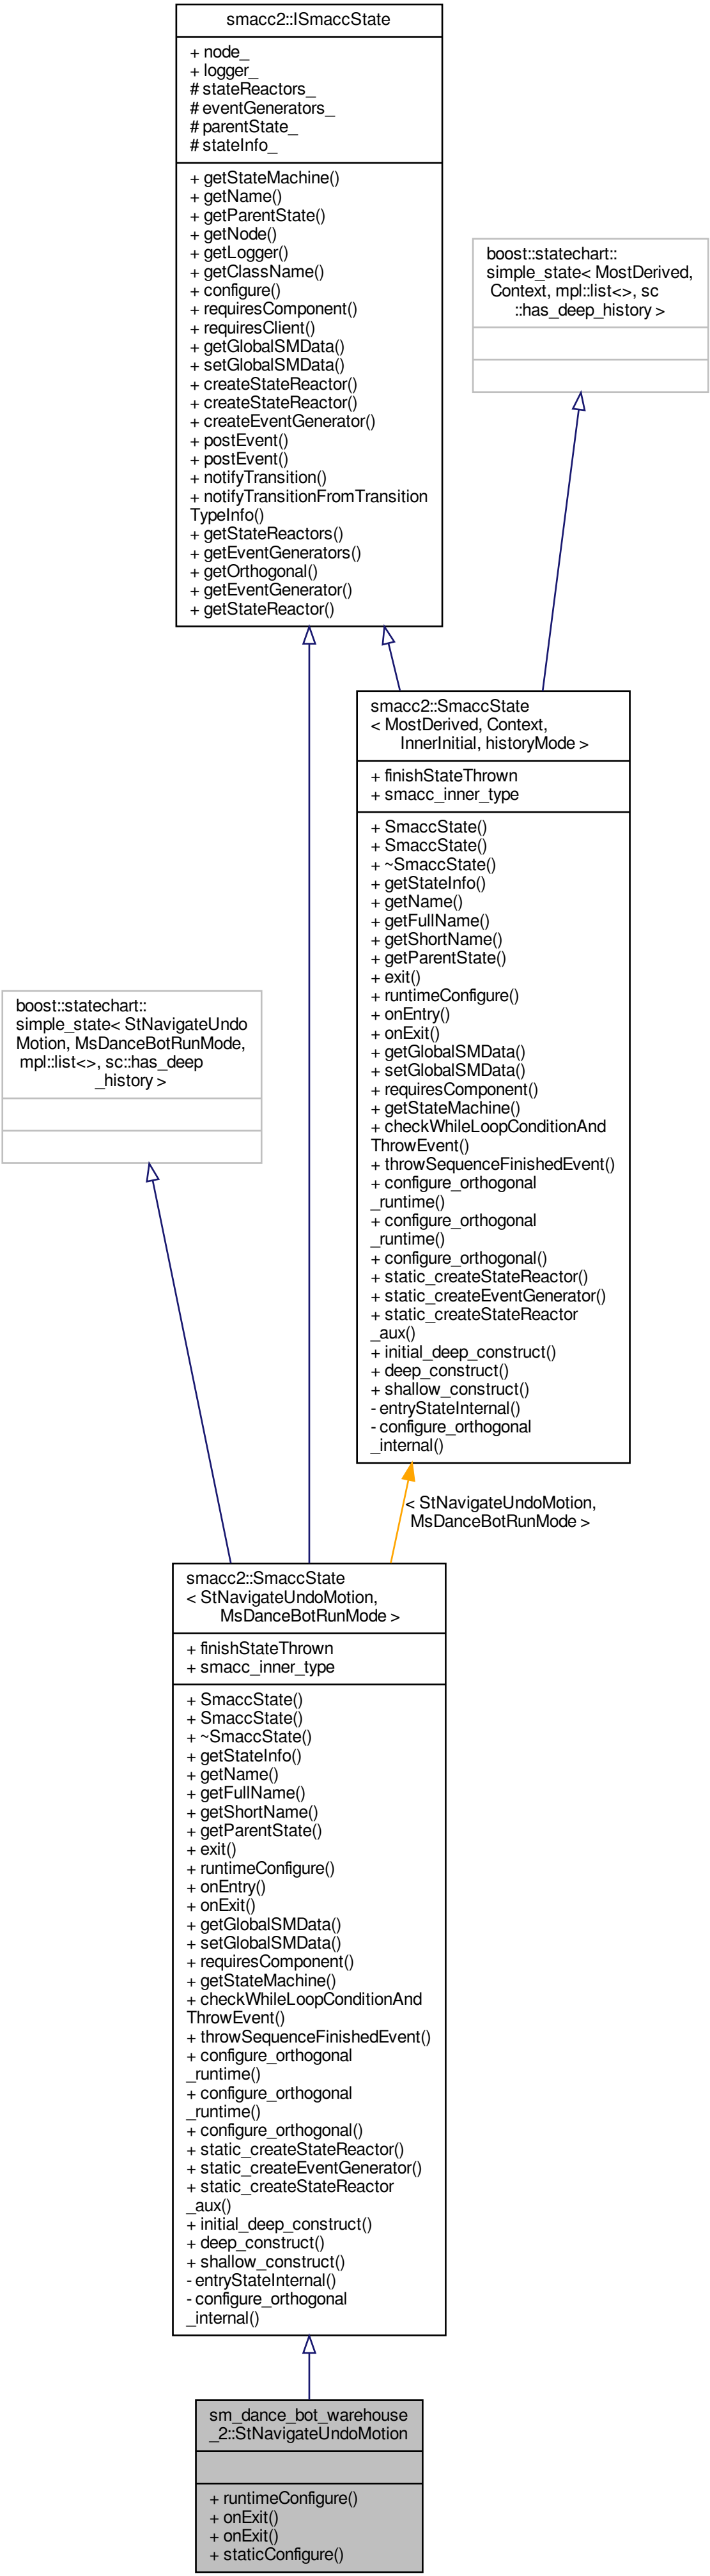 smacc2::ISmaccState
+ node_
+ logger_
# stateReactors_
# eventGenerators_
# parentState_
# stateInfo_
+ getStateMachine()
+ getName()
+ getParentState()
+ getNode()
+ getLogger()
+ getClassName()
+ configure()
+ requiresComponent()
+ requiresClient()
+ getGlobalSMData()
+ setGlobalSMData()
+ createStateReactor()
+ createStateReactor()
+ createEventGenerator()
+ postEvent()
+ postEvent()
+ notifyTransition()
+ notifyTransitionFromTransition
TypeInfo()
+ getStateReactors()
+ getEventGenerators()
+ getOrthogonal()
+ getEventGenerator()
+ getStateReactor()
boost::statechart::
simple_state< MostDerived,
Context, mpl::list<>, sc
::has_deep_history >
smacc2::SmaccState
< MostDerived, Context,
InnerInitial, historyMode >
+ finishStateThrown
+ smacc_inner_type
+ SmaccState()
+ SmaccState()
+ ~SmaccState()
+ getStateInfo()
+ getName()
+ getFullName()
+ getShortName()
+ getParentState()
+ exit()
+ runtimeConfigure()
+ onEntry()
+ onExit()
+ getGlobalSMData()
+ setGlobalSMData()
+ requiresComponent()
+ getStateMachine()
+ checkWhileLoopConditionAnd
ThrowEvent()
+ throwSequenceFinishedEvent()
+ configure_orthogonal
_runtime()
+ configure_orthogonal
_runtime()
+ configure_orthogonal()
+ static_createStateReactor()
+ static_createEventGenerator()
+ static_createStateReactor
_aux()
+ initial_deep_construct()
+ deep_construct()
+ shallow_construct()
- entryStateInternal()
- configure_orthogonal
_internal()
boost::statechart::
simple_state< StNavigateUndo
Motion, MsDanceBotRunMode,
mpl::list<>, sc::has_deep
_history >
< StNavigateUndoMotion,
MsDanceBotRunMode >
smacc2::SmaccState
< StNavigateUndoMotion,
MsDanceBotRunMode >
+ finishStateThrown
+ smacc_inner_type
+ SmaccState()
+ SmaccState()
+ ~SmaccState()
+ getStateInfo()
+ getName()
+ getFullName()
+ getShortName()
+ getParentState()
+ exit()
+ runtimeConfigure()
+ onEntry()
+ onExit()
+ getGlobalSMData()
+ setGlobalSMData()
+ requiresComponent()
+ getStateMachine()
+ checkWhileLoopConditionAnd
ThrowEvent()
+ throwSequenceFinishedEvent()
+ configure_orthogonal
_runtime()
+ configure_orthogonal
_runtime()
+ configure_orthogonal()
+ static_createStateReactor()
+ static_createEventGenerator()
+ static_createStateReactor
_aux()
+ initial_deep_construct()
+ deep_construct()
+ shallow_construct()
- entryStateInternal()
- configure_orthogonal
_internal()
sm_dance_bot_warehouse
_2::StNavigateUndoMotion
+ runtimeConfigure()
+ onExit()
+ onExit()
+ staticConfigure()